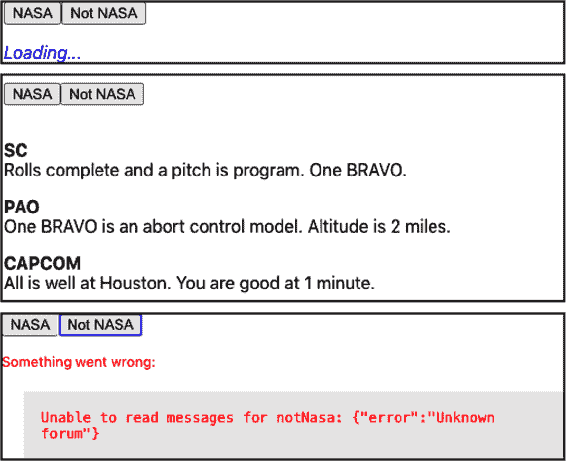 NASA Not NASA
Loading...
NASA Not NASA
SC
Rolls complete and a pitch is program. One BRAVO.
PAO
One BRAVO is an abort control model. Altitude is 2 miles.
CAPCOM
All is well at Houston. You are good at 1 minute.
NASA Not NASA
Something went wrong:
Unable to read messages for notNasa: {"error":"Unknown
forum"}